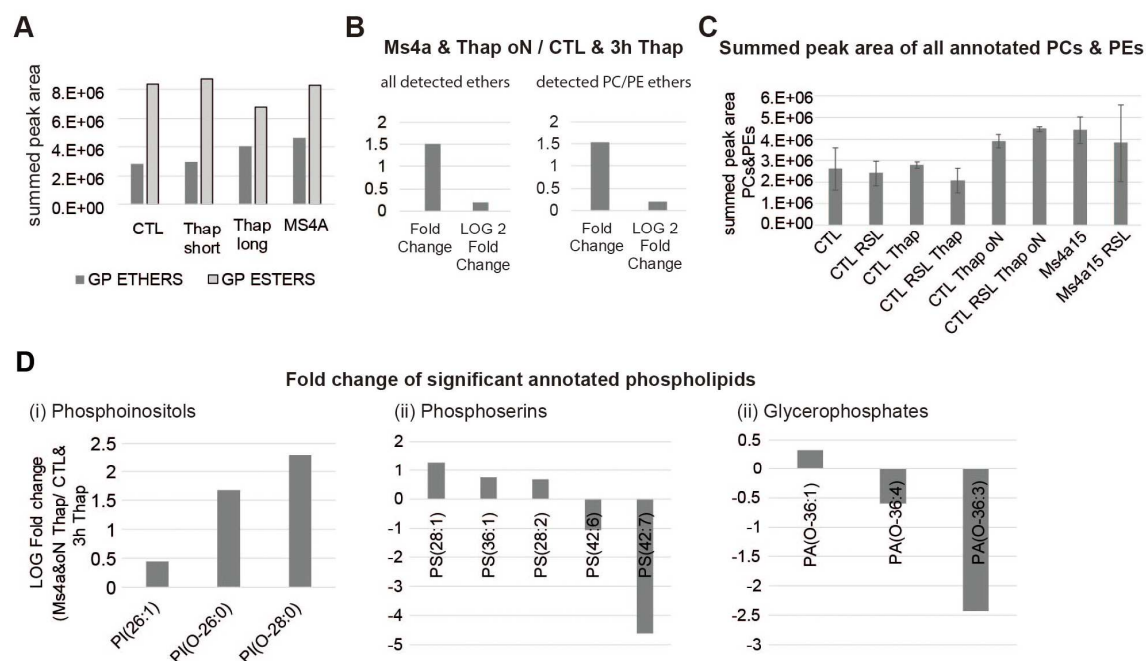 A
summed peak area
8.E+06
6.E+06
4.E+06
2.E+06
0.E+00
CTL
Thap short
Thap long
MS4A
GP ETHERS
GP ESTERS
B
Ms4a & Thap oN / CTL & 3h Thap
all detected ethers
2
1.5
1
0.5
0
Fold Change
LOG 2 Fold Change
detected PC/PE ethers
2
1.5
1
0.5
0
Fold Change
LOG 2 Fold Change
C
Summed peak area of all annotated PCs & PEs
summed peak area
PCs&PEs
6.E+06
5.E+06
4.E+06
3.E+06
2.E+06
1.E+06
0.E+00
CTL
CTL RSL
CTL Thap
CTL RSL Thap
CTL Thap oN
CTL RSL Thap oN
Ms4a15
Ms4a15 RSL
D
Fold change of significant annotated phospholipids
(i) Phosphoinositols
LOG Fold change
(Ms4a&oN Thap/ CTL&
3h Thap
2.5
2
1.5
1
0.5
0
PI(26:1)
PI(O-26:0)
PI(O-28:0)
(ii) Phosphoserins
2
1
0
-1
-2
-3
-4
-5
PS(28:1)
PS(36:1)
PS(28:2)
PS(42:6)
PS(42:7)
(ii) Glycerophosphates
0.5
0
-0.5
-1
-1.5
-2
-2.5
-3
PA(O-36:1)
PA(O-36:4)
PA(O-36:3)